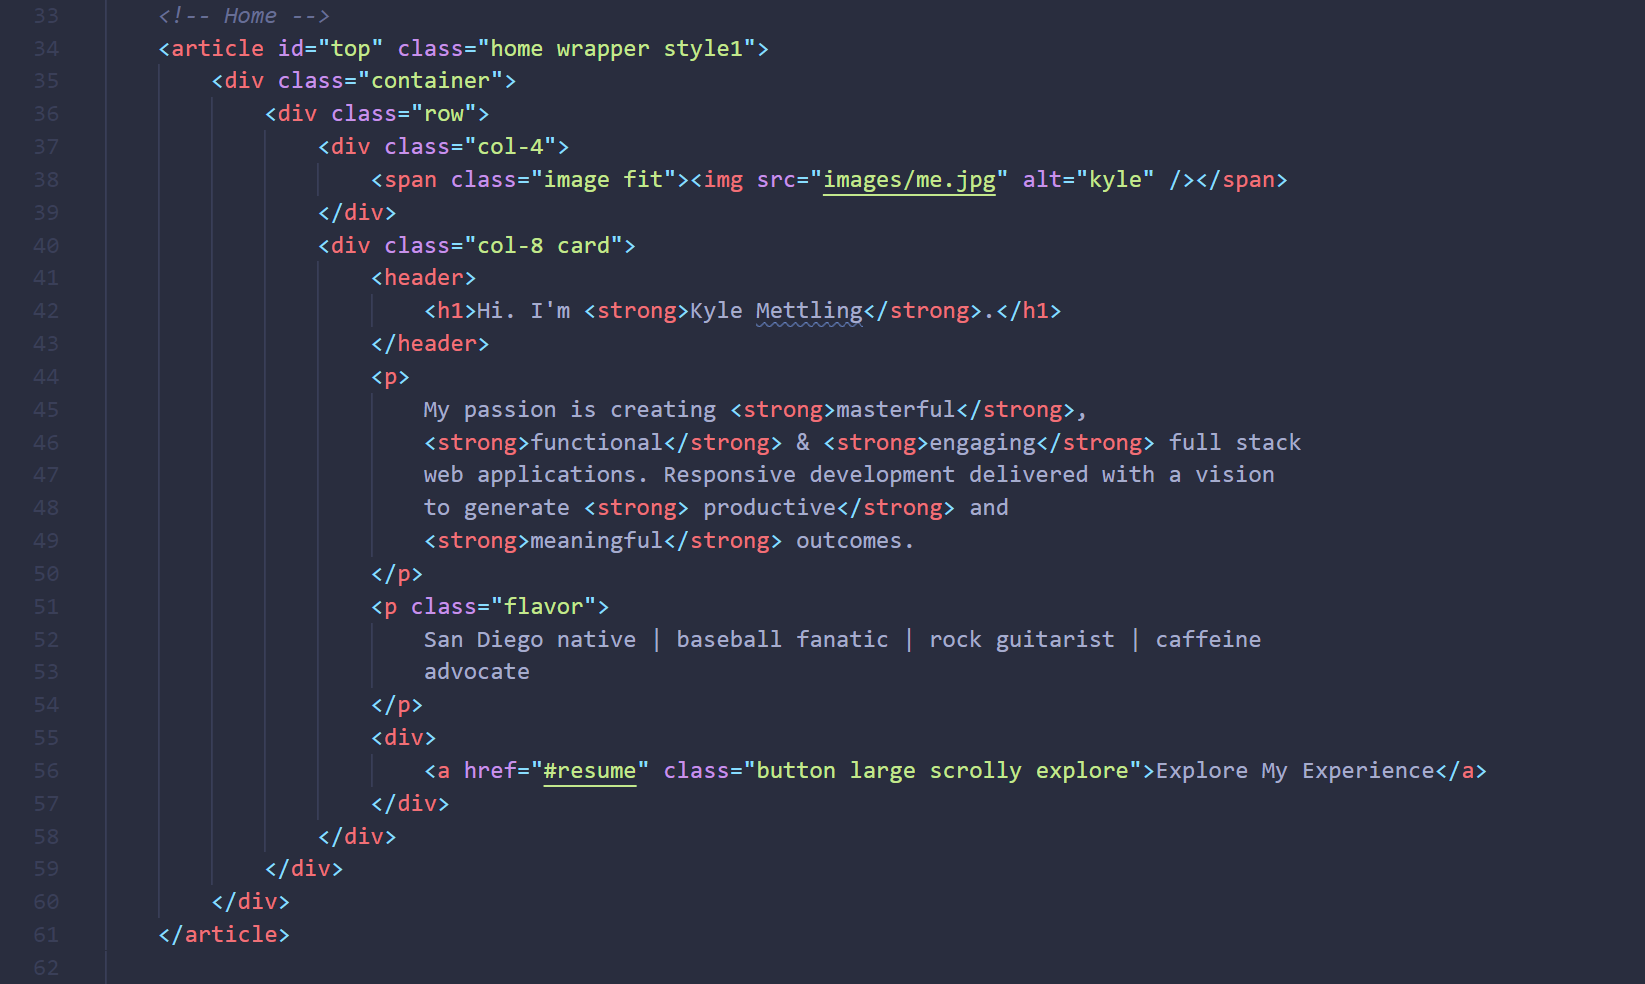 33 <!-- Home -->
34 <article id="top" class="home wrapper style1">
35 <div class="container">
36 <div class="row">
37 <div class="col-4">
38 <span class="image fit"><img src="images/me.jpg" alt="kyle" /></span>
39 </div>
40 <div class="col-8 card">
41 <header>
42 <h1>Hi. I'm <strong>Kyle Mettling</strong>.</h1>
43 </header>
44 <p>
45 My passion is creating <strong>masterful</strong>,
46 <strong>functional</strong> & <strong>engaging</strong> full stack
47 web applications. Responsive development delivered with a vision
48 to generate <strong> productive</strong> and
49 <strong>meaningful</strong> outcomes.
50 </p>
51 <p class="flavor">
52 San Diego native | baseball fanatic | rock guitarist | caffeine
53 advocate
54 </p>
55 <div>
56 <a href="#resume" class="button large scrolly explore">Explore My Experience</a>
57 </div>
58 </div>
59 </div>
60 </div>
61 </article>
62